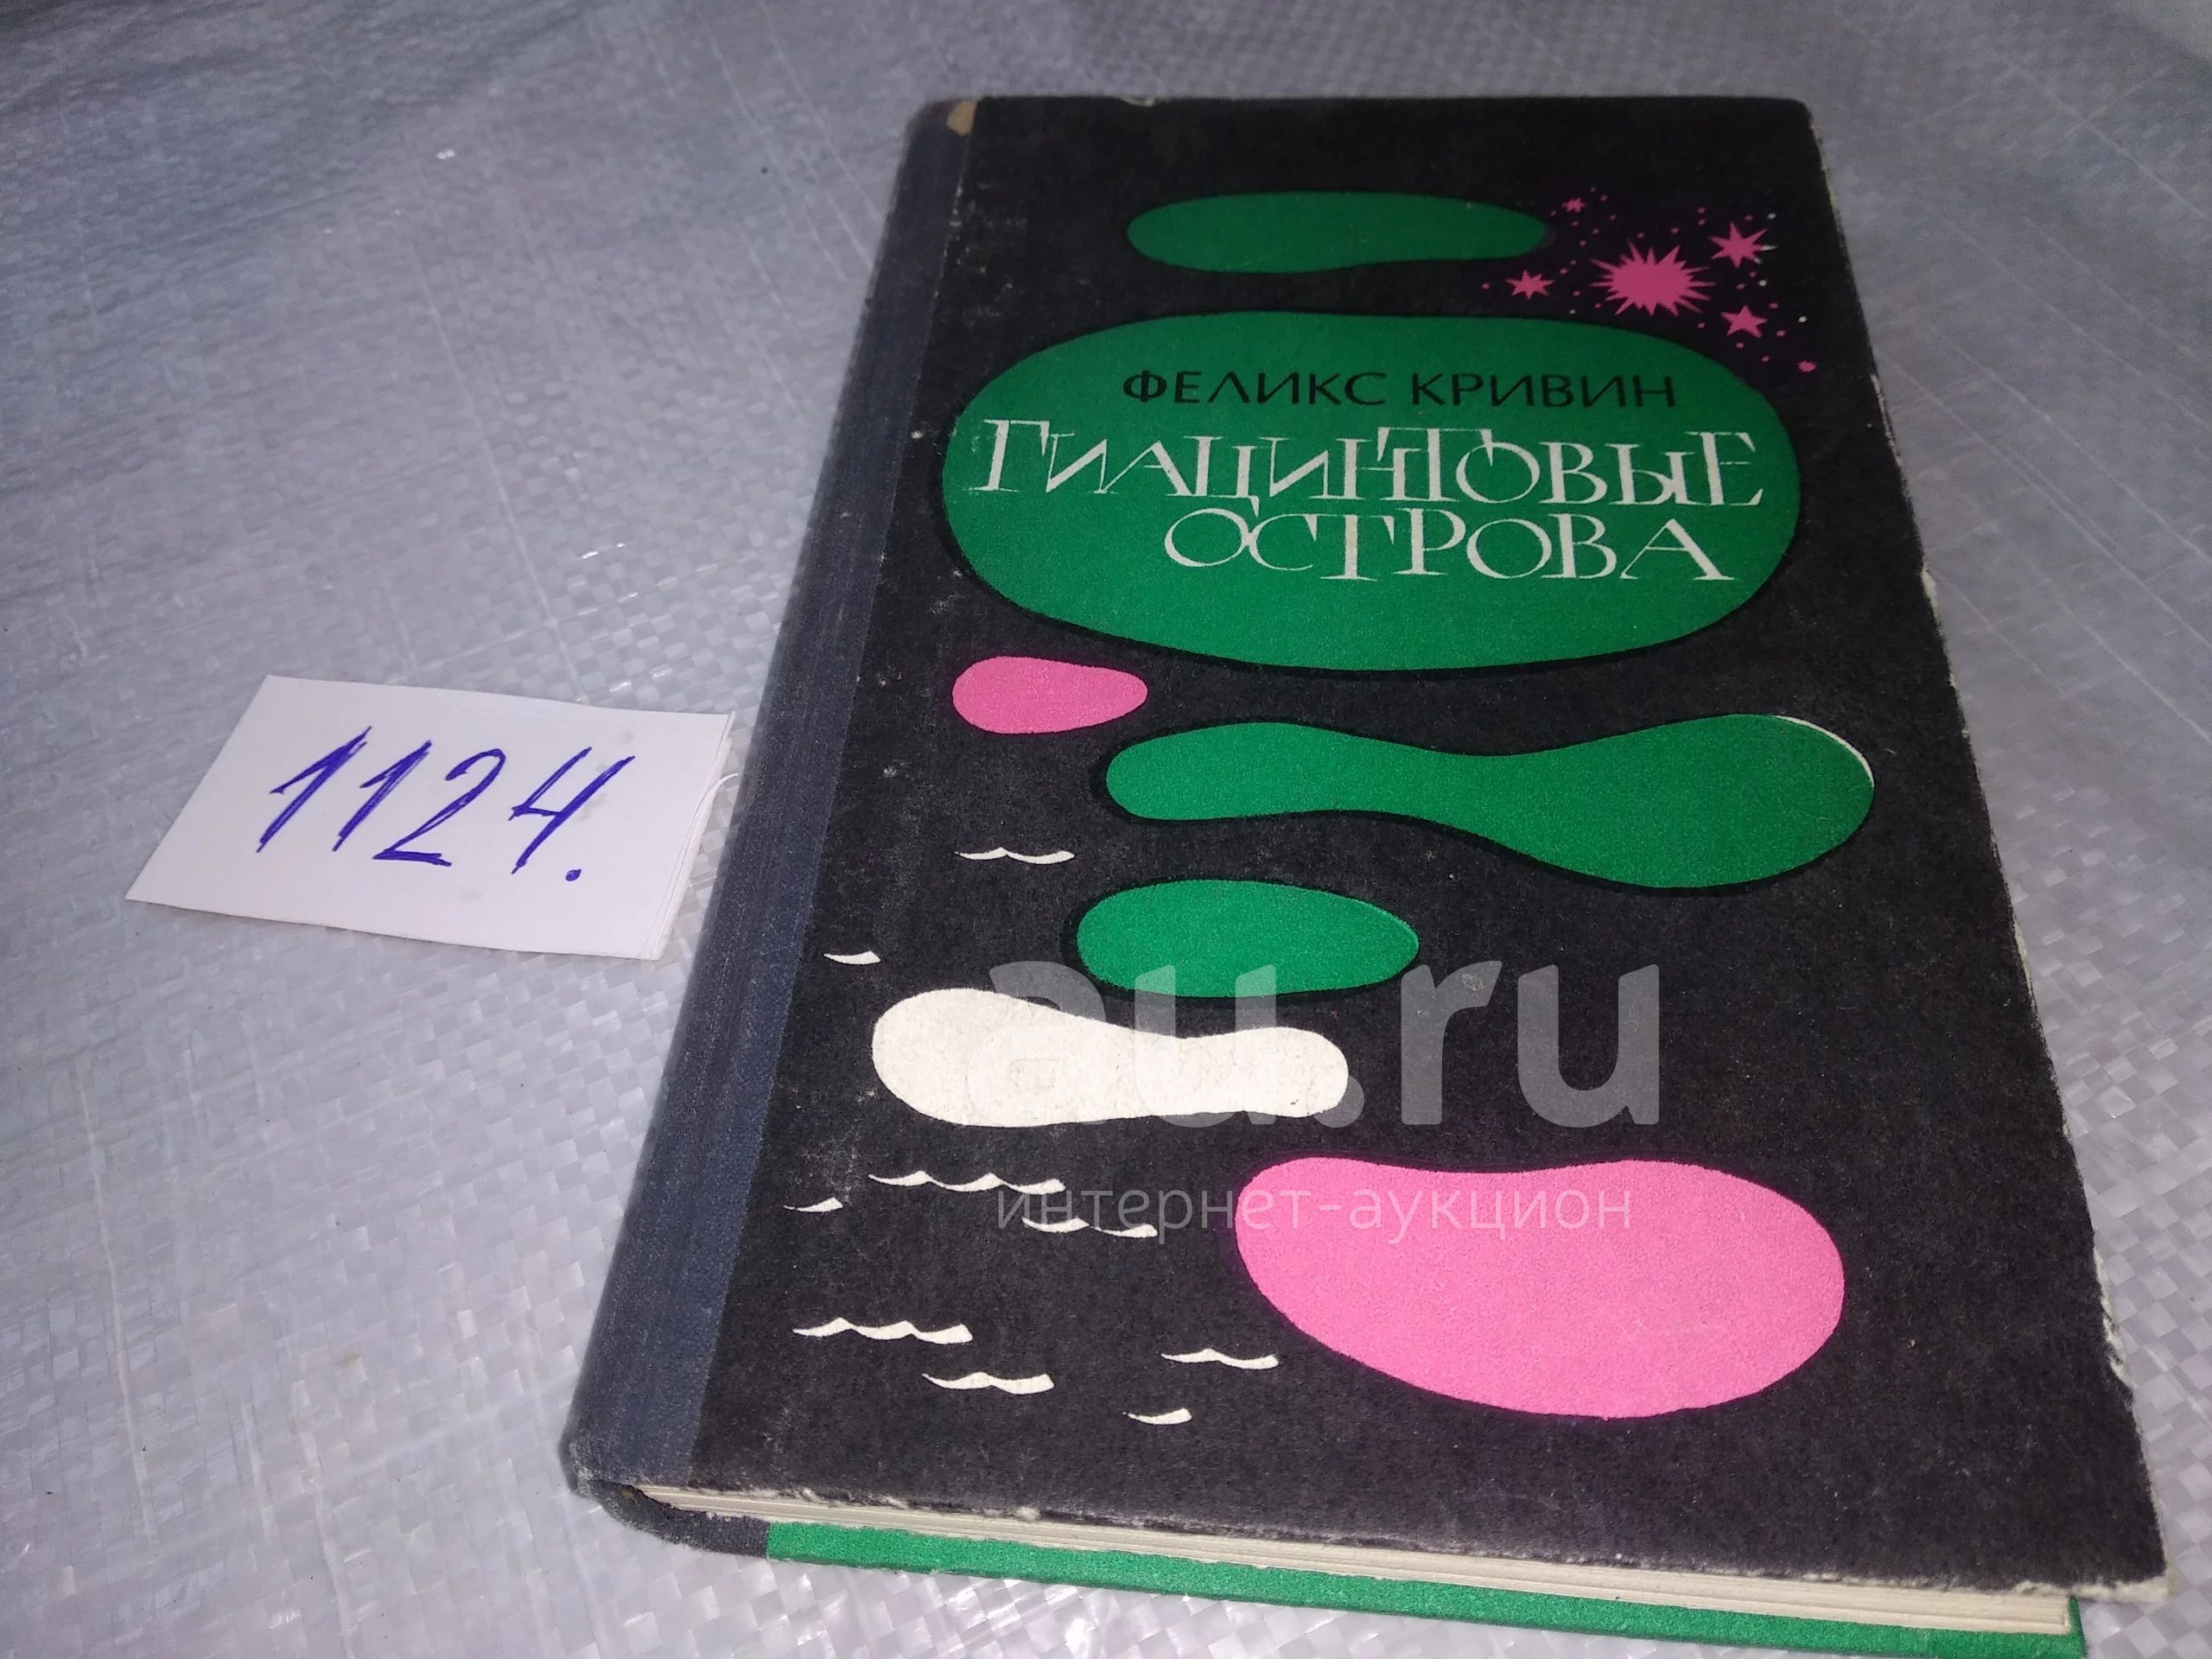 ФЕЛИКС КРИВИН
ГИАЦИНТОВЫЕ
ОСТРОВА
1124.
au.ru
интернет-аукцион